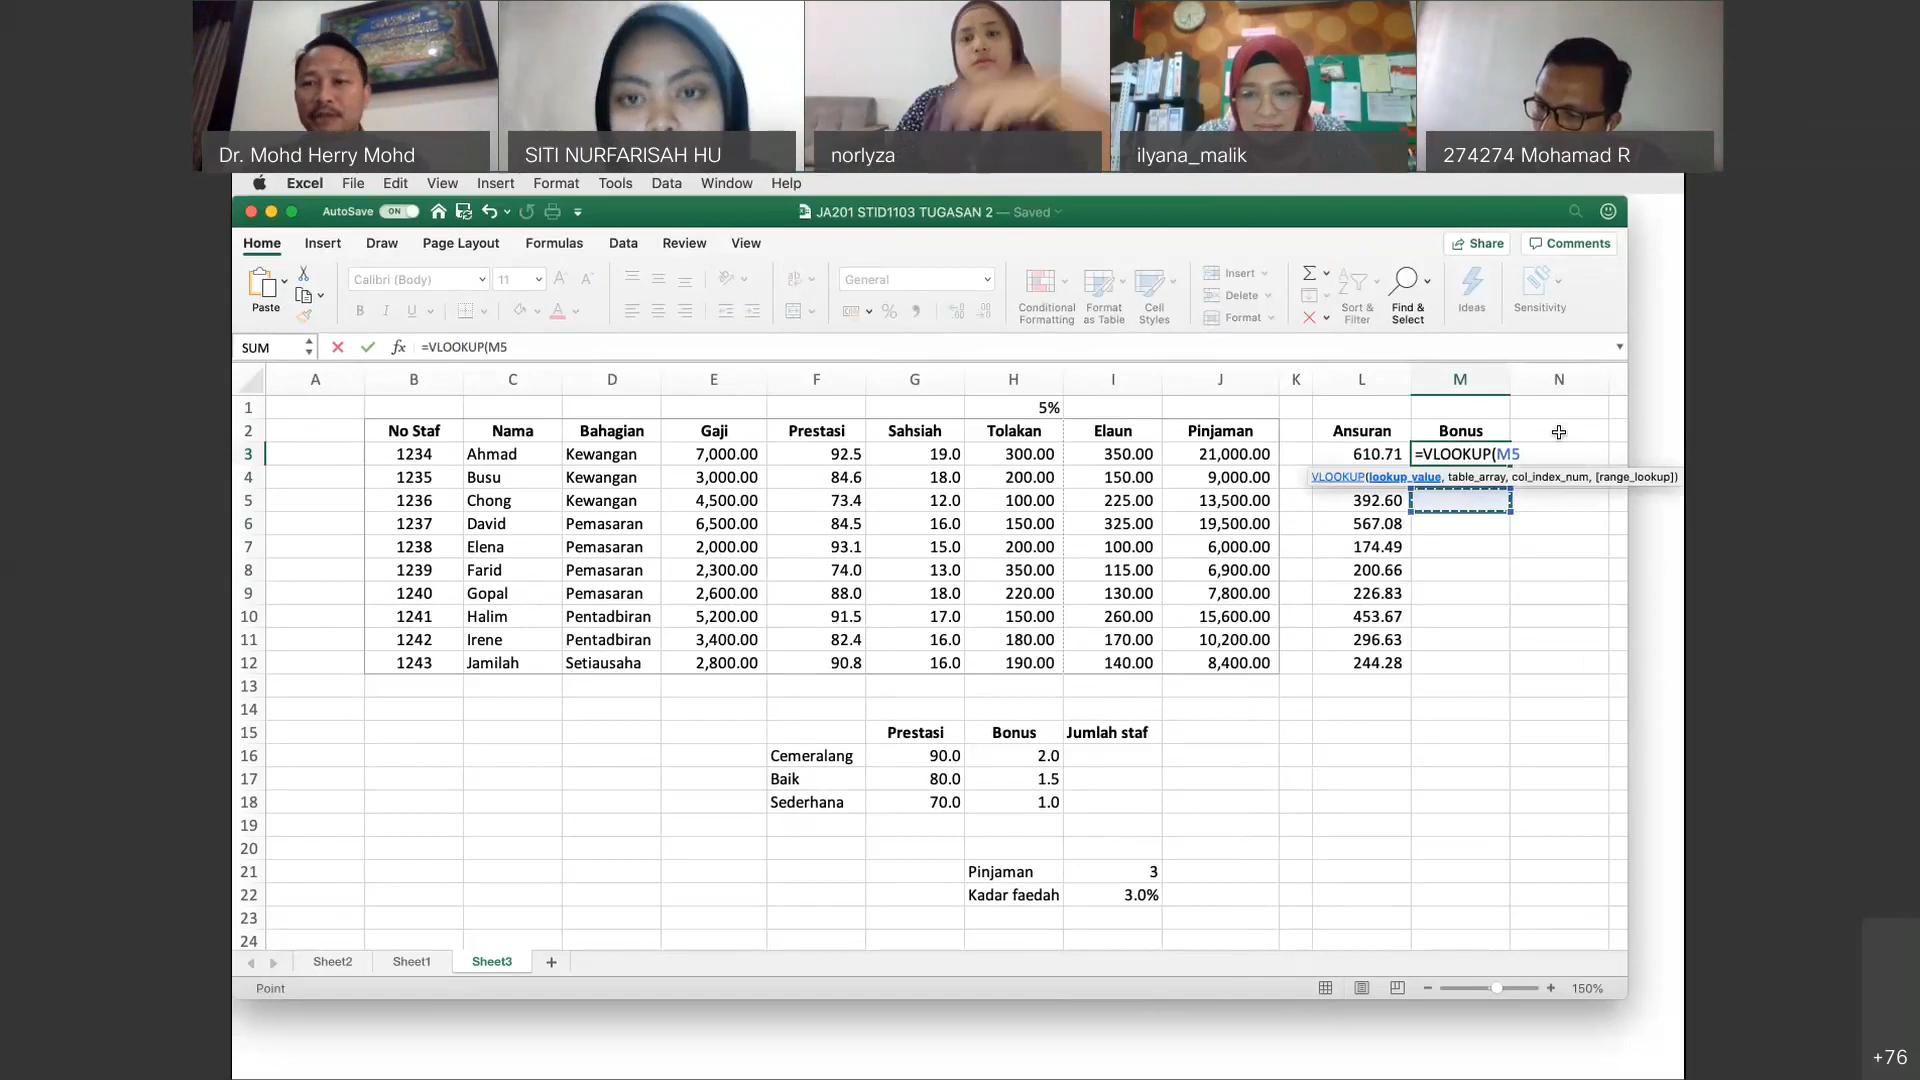 Dr. Mohd Herry Mohd
SITI NURFARISAH HU
norlyza
ilyana_malik
274274 Mohamad R
Excel File Edit View Insert Format Tools Data Window Help
AutoSave ON JA201 STID1103 TUGASAN 2 — Saved
Home Insert Draw Page Layout Formulas Data Review View Share Comments
Paste
Calibri (Body) 11 A A
B I U A
ab
General
% ,
Conditional Formatting
Format as Table
Cell Styles
Insert
Delete
Format
Σ
Sort & Filter
Find & Select
Ideas
Sensitivity
SUM fx =VLOOKUP(M5
A B C D E F G H I J K L M N
1 5%
2 No Staf Nama Bahagian Gaji Prestasi Sahsiah Tolakan Elaun Pinjaman Ansuran Bonus
3 1234 Ahmad Kewangan 7,000.00 92.5 19.0 300.00 350.00 21,000.00 610.71 =VLOOKUP(M5
VLOOKUP(lookup_value, table_array, col_index_num, [range_lookup])
4 1235 Busu Kewangan 3,000.00 84.6 18.0 200.00 150.00 9,000.00
5 1236 Chong Kewangan 4,500.00 73.4 12.0 100.00 225.00 13,500.00 392.60
6 1237 David Pemasaran 6,500.00 84.5 16.0 150.00 325.00 19,500.00 567.08
7 1238 Elena Pemasaran 2,000.00 93.1 15.0 200.00 100.00 6,000.00 174.49
8 1239 Farid Pemasaran 2,300.00 74.0 13.0 350.00 115.00 6,900.00 200.66
9 1240 Gopal Pemasaran 2,600.00 88.0 18.0 220.00 130.00 7,800.00 226.83
10 1241 Halim Pentadbiran 5,200.00 91.5 17.0 150.00 260.00 15,600.00 453.67
11 1242 Irene Pentadbiran 3,400.00 82.4 16.0 180.00 170.00 10,200.00 296.63
12 1243 Jamilah Setiausaha 2,800.00 90.8 16.0 190.00 140.00 8,400.00 244.28
13
14
15 Prestasi Bonus Jumlah staf
16 Cemeralang 90.0 2.0
17 Baik 80.0 1.5
18 Sederhana 70.0 1.0
19
20
21 Pinjaman 3
22 Kadar faedah 3.0%
23
24
Sheet2 Sheet1 Sheet3 +
Point − + 150%
+76